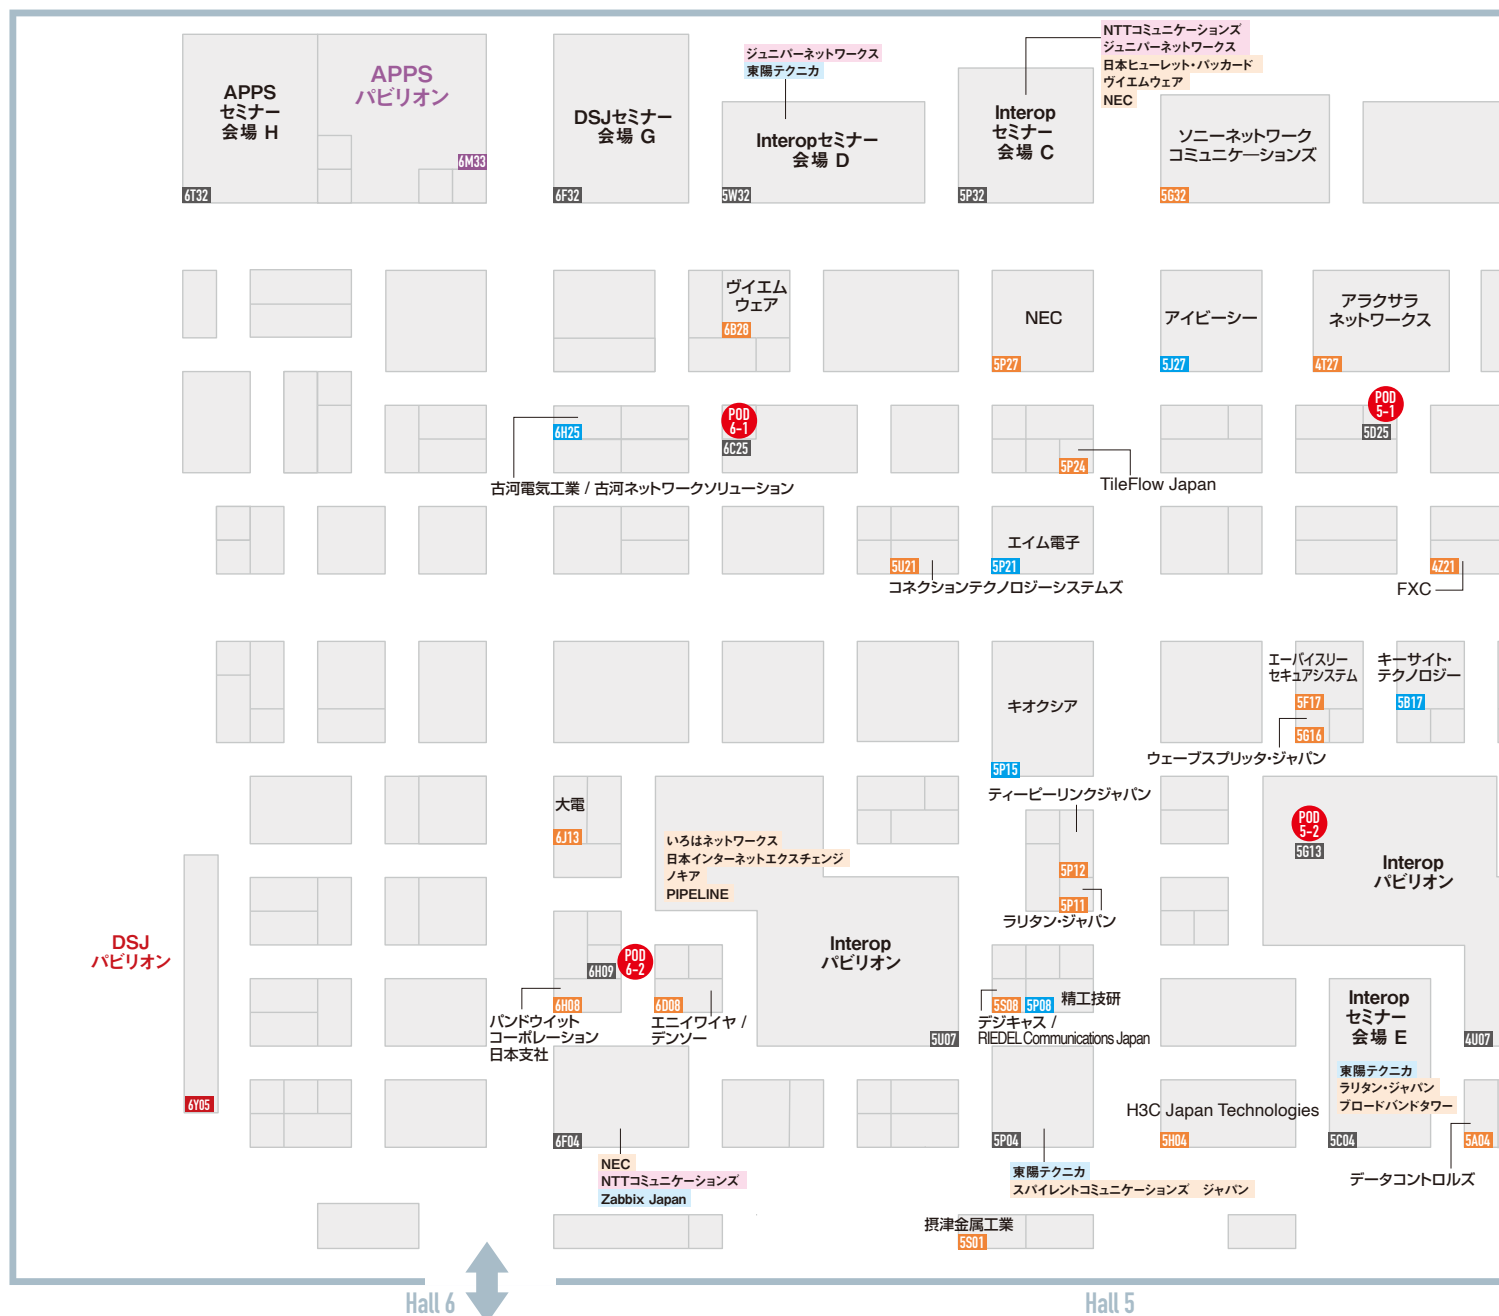 APPS
セミナー
会場 H
6T32
APPS
パビリオン
6M33
DSJセミナー
会場 G
6F32
ジュニパーネットワークス
東陽テクニカ
Interopセミナー
会場 D
5W32
NTTコミュニケーションズ
ジュニパーネットワークス
日本ヒューレット・パッカード
ヴイエムウェア
NEC
Interop
セミナー
会場 C
5P32
ソニーネットワーク
コミュニケーションズ
5G32
ヴイエム
ウェア
6B28
NEC
5P27
アイビーシー
5J27
アラクサラ
ネットワークス
4T27
6H25
古河電気工業 / 古河ネットワークソリューション
POD
6-1
6C25
5P24
TileFlow Japan
POD
5-1
5D25
5U21
コネクションテクノロジーシステムズ
エイム電子
5P21
4Z21
FXC
キオクシア
5P15
エーバイスリー
セキュアシステム
5F17
5G16
ウェーブスプリッタ・ジャパン
キーサイト・
テクノロジー
5B17
大電
6J13
いろはネットワークス
日本インターネットエクスチェンジ
ノキア
PIPELINE
Interop
パビリオン
5U07
ティーピーリンクジャパン
5P12
5P11
ラリタン・ジャパン
POD
5-2
5G13
Interop
パビリオン
4U07
DSJ
パビリオン
6Y05
6H09
POD
6-2
6H08
パンドウイット
コーポレーション
日本支社
6D08
エニイワイヤ /
デンソー
5S08
5P08
精工技研
デジキャス /
RIEDEL Communications Japan
Interop
セミナー
会場 E
東陽テクニカ
ラリタン・ジャパン
ブロードバンドタワー
5C04
6F04
NEC
NTTコミュニケーションズ
Zabbix Japan
5P04
東陽テクニカ
スパイレントコミュニケーションズ　ジャパン
H3C Japan Technologies
5H04
5A04
データコントロルズ
摂津金属工業
5S01
Hall 6
Hall 5